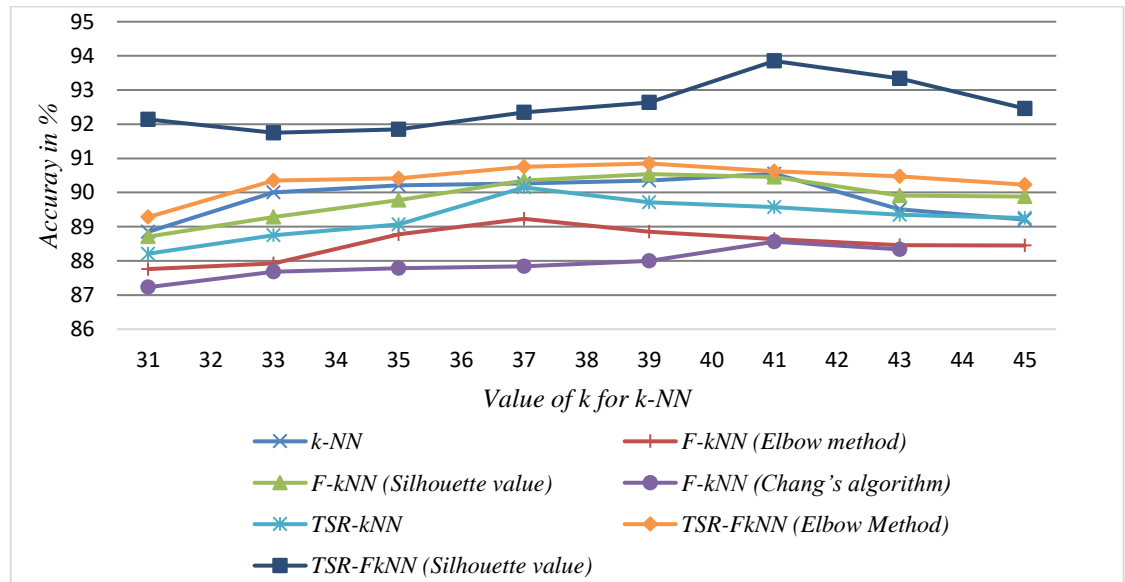 95
94
93
92
91
90
89
88
87
86
Accuray in %
31 32 33 34 35 36 37 38 39 40 41 42 43 44 45
Value of k for k-NN
k-NN
F-kNN (Elbow method)
F-kNN (Silhouette value)
F-kNN (Chang’s algorithm)
TSR-kNN
TSR-FkNN (Elbow Method)
TSR-FkNN (Silhouette value)